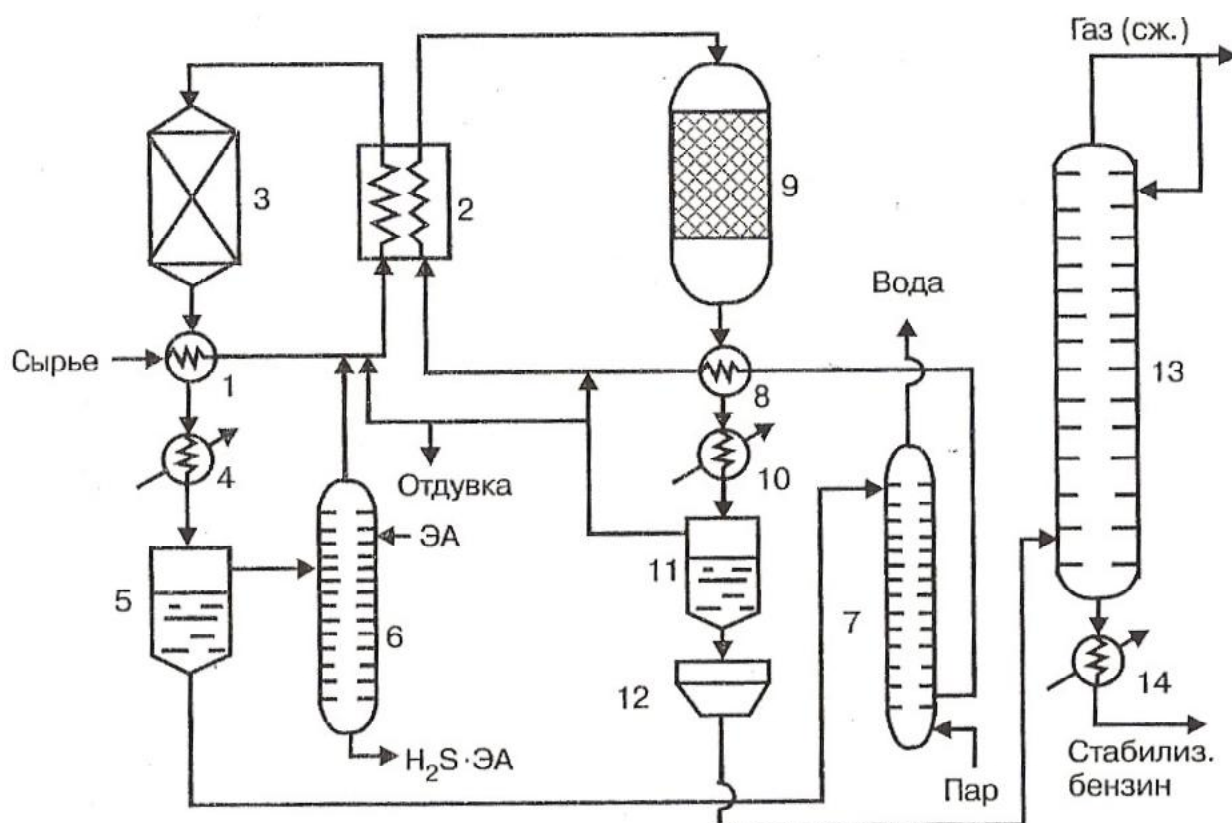 Газ (сж.)
3
2
9
Вода
Сырье
1
8
13
4
Отдувка
10
ЭА
5
11
6
7
12
14
H₂S·ЭА
Пар
Стабилиз.
бензин